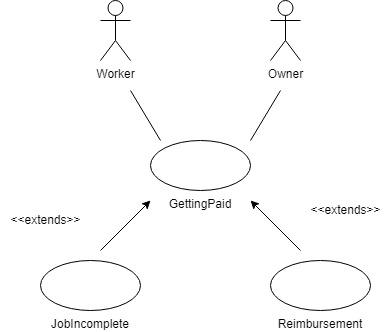 Worker
Owner
GettingPaid
<<extends>>
<<extends>>
JobIncomplete
Reimbursement